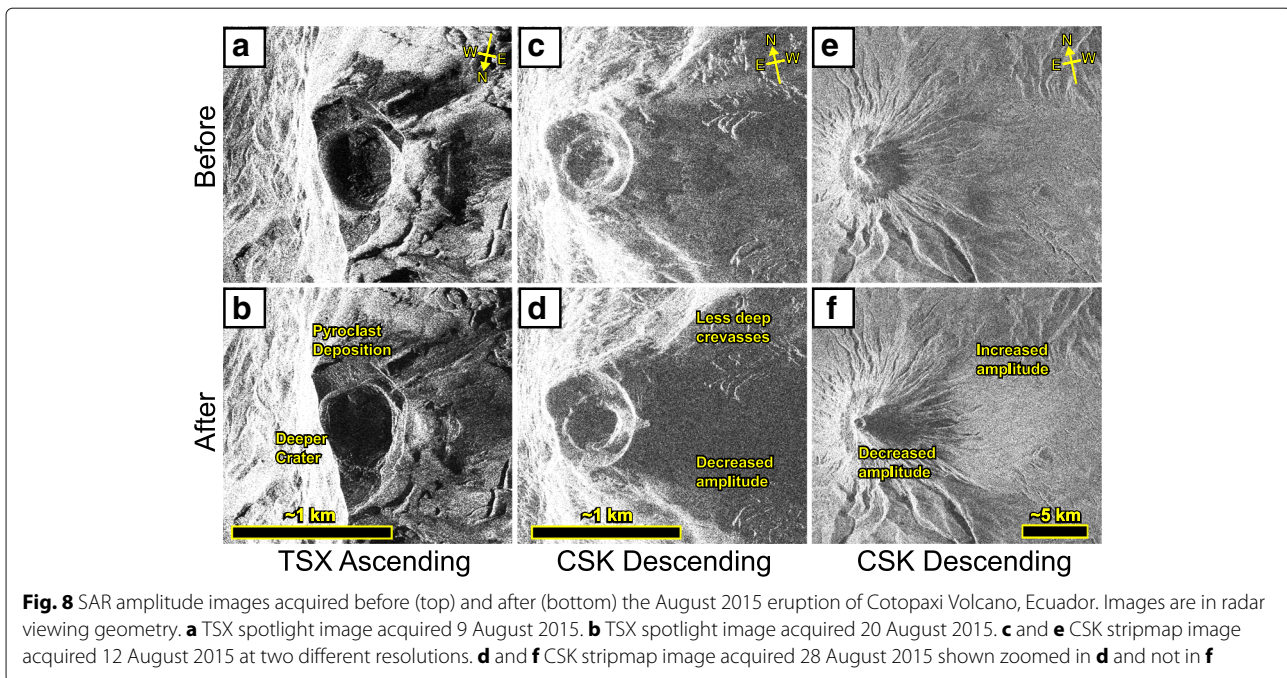 a
W
E
N
c
N
E
W
e
N
E
W
Before
b
Pyroclast
Deposition
Deeper
Crater
~1 km
d
Less deep
crevasses
Decreased
amplitude
~1 km
f
Increased
amplitude
Decreased
amplitude
~5 km
After
TSX Ascending
CSK Descending
CSK Descending
Fig. 8 SAR amplitude images acquired before (top) and after (bottom) the August 2015 eruption of Cotopaxi Volcano, Ecuador. Images are in radar
viewing geometry. a TSX spotlight image acquired 9 August 2015. b TSX spotlight image acquired 20 August 2015. c and e CSK stripmap image
acquired 12 August 2015 at two different resolutions. d and f CSK stripmap image acquired 28 August 2015 shown zoomed in d and not in f